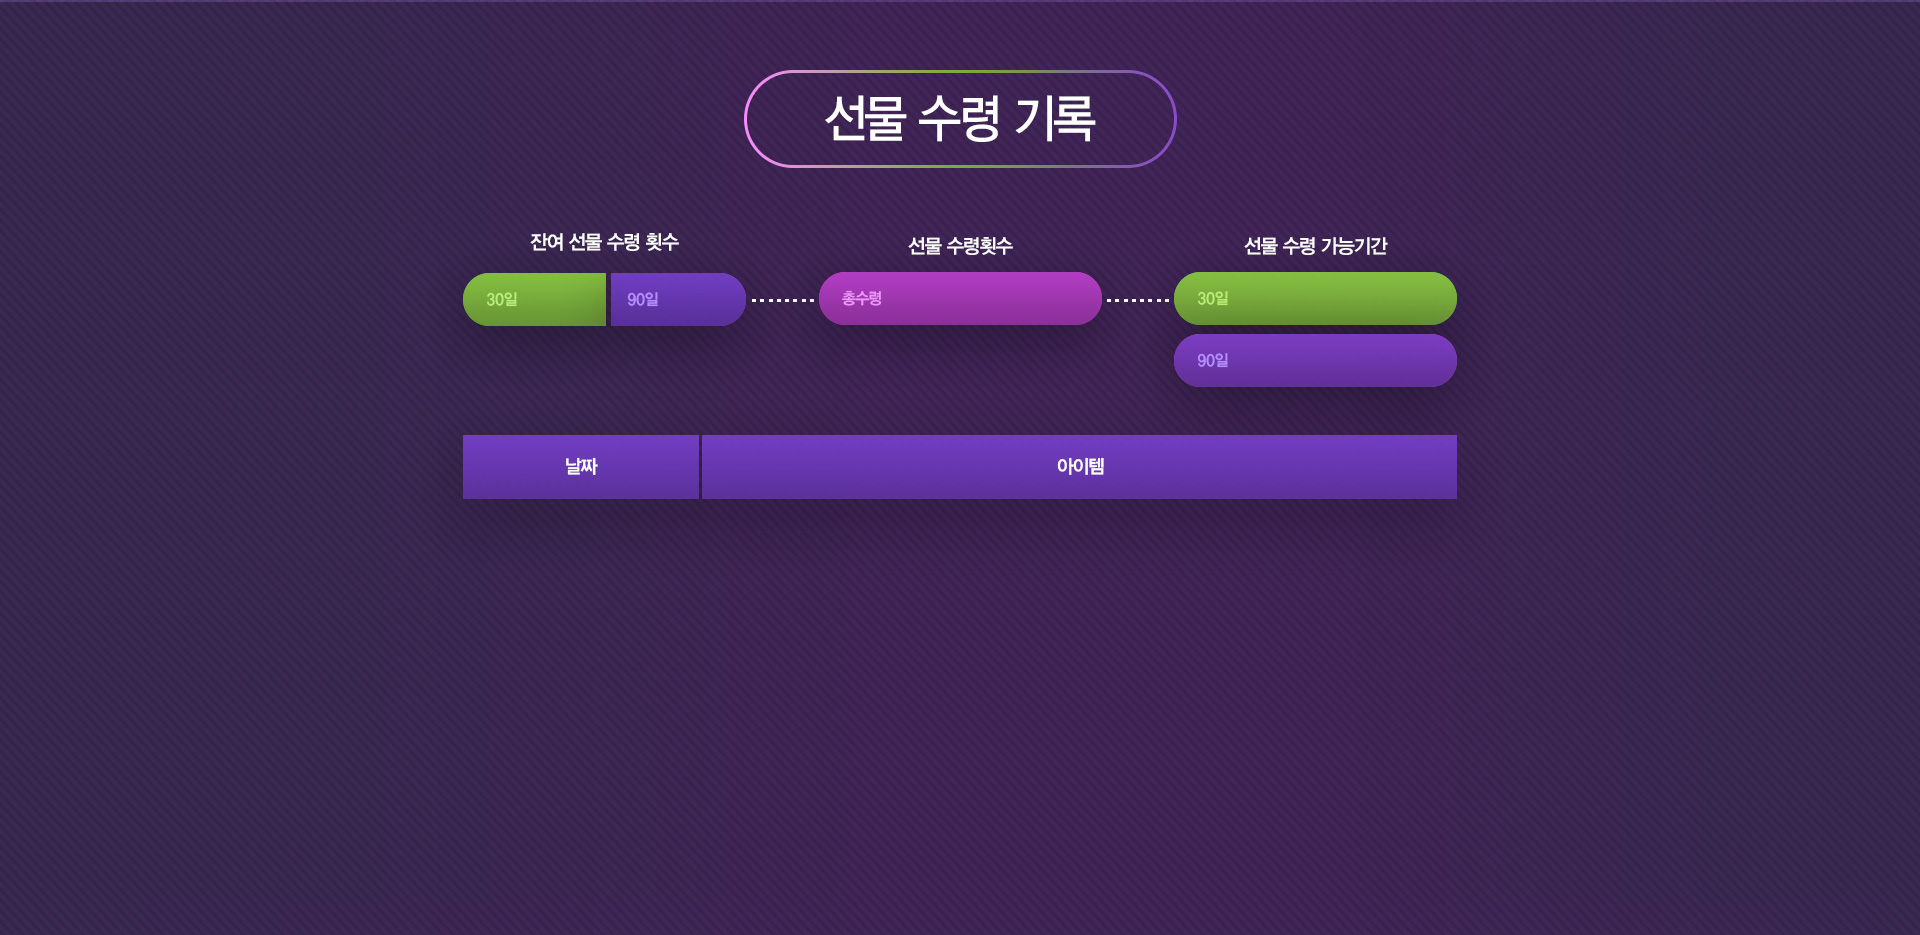 선물 수령 기록
잔여 선물 수령 횟수
선물 수령횟수
선물 수령 가능기간
30일
90일
총수령
30일
90일
날짜
아이템